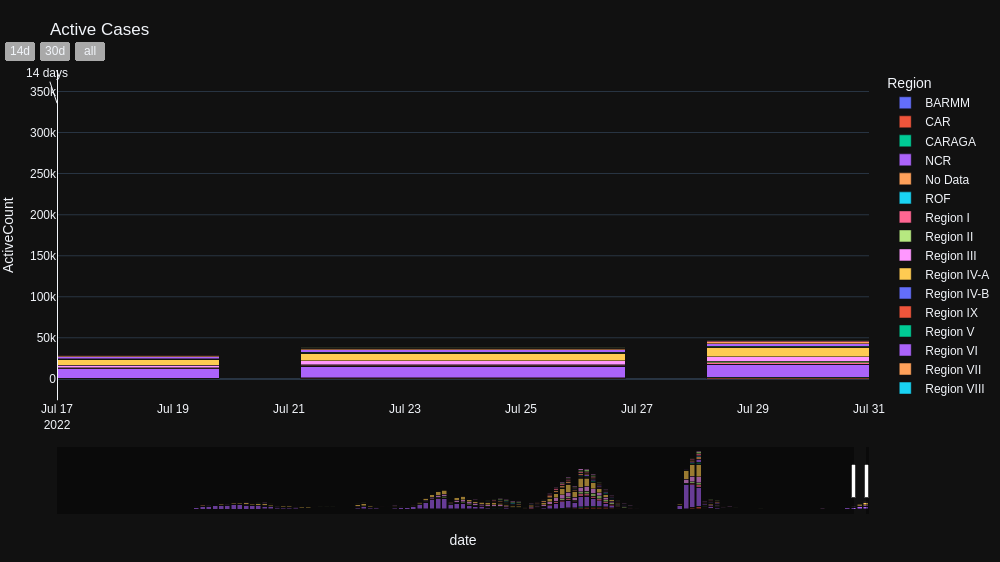 Active Cases
14d 30d all
14 days
350k
300k
250k
200k
150k
100k
50k
0
ActiveCount
Jul 17 Jul 19 Jul 21 Jul 23 Jul 25 Jul 27 Jul 29 Jul 31
2022
date
Region
BARMM
CAR
CARAGA
NCR
No Data
ROF
Region I
Region II
Region III
Region IV-A
Region IV-B
Region IX
Region V
Region VI
Region VII
Region VIII